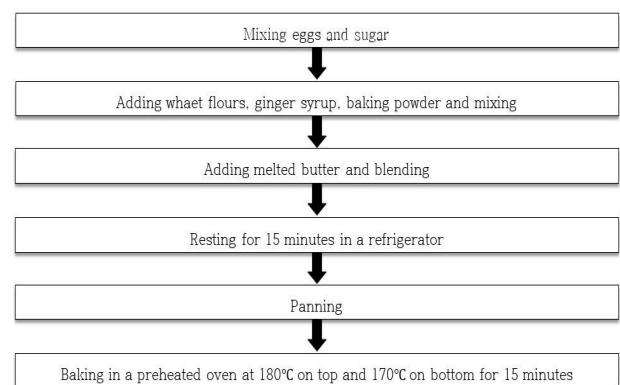 Mixing eggs and sugar
Adding whaet flours, ginger syrup, baking powder and mixing
Adding melted butter and blending
Resting for 15 minutes in a refrigerator
Panning
Baking in a preheated oven at 180℃ on top and 170℃ on bottom for 15 minutes